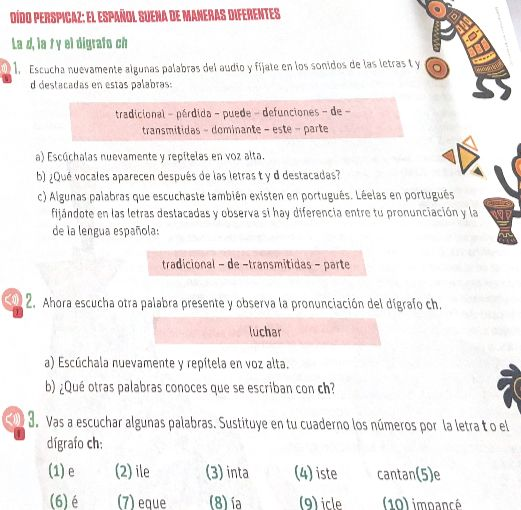 OÍDO PERSPICAZ: EL ESPAÑOL SUENA DE MANERAS DIFERENTES
La d, la t y el dígrafo ch
1. Escucha nuevamente algunas palabras del audio y fíjate en los sonidos de las letras t y
d destacadas en estas palabras:
tradicional – pérdida – puede – defunciones – de –
transmitidas – dominante – este – parte
a) Escúchalas nuevamente y repítelas en voz alta.
b) ¿Qué vocales aparecen después de las letras t y d destacadas?
c) Algunas palabras que escuchaste también existen en portugués. Léelas en portugués
fijándote en las letras destacadas y observa si hay diferencia entre tu pronunciación y la
de la lengua española:
tradicional – de –transmitidas – parte
2. Ahora escucha otra palabra presente y observa la pronunciación del dígrafo ch.
luchar
a) Escúchala nuevamente y repítela en voz alta.
b) ¿Qué otras palabras conoces que se escriban con ch?
3. Vas a escuchar algunas palabras. Sustituye en tu cuaderno los números por la letra t o el
dígrafo ch:
(1) e (2) ile (3) inta (4) iste cantan(5)e
(6) é (7) eque (8) ía (9) icle (10) impancé